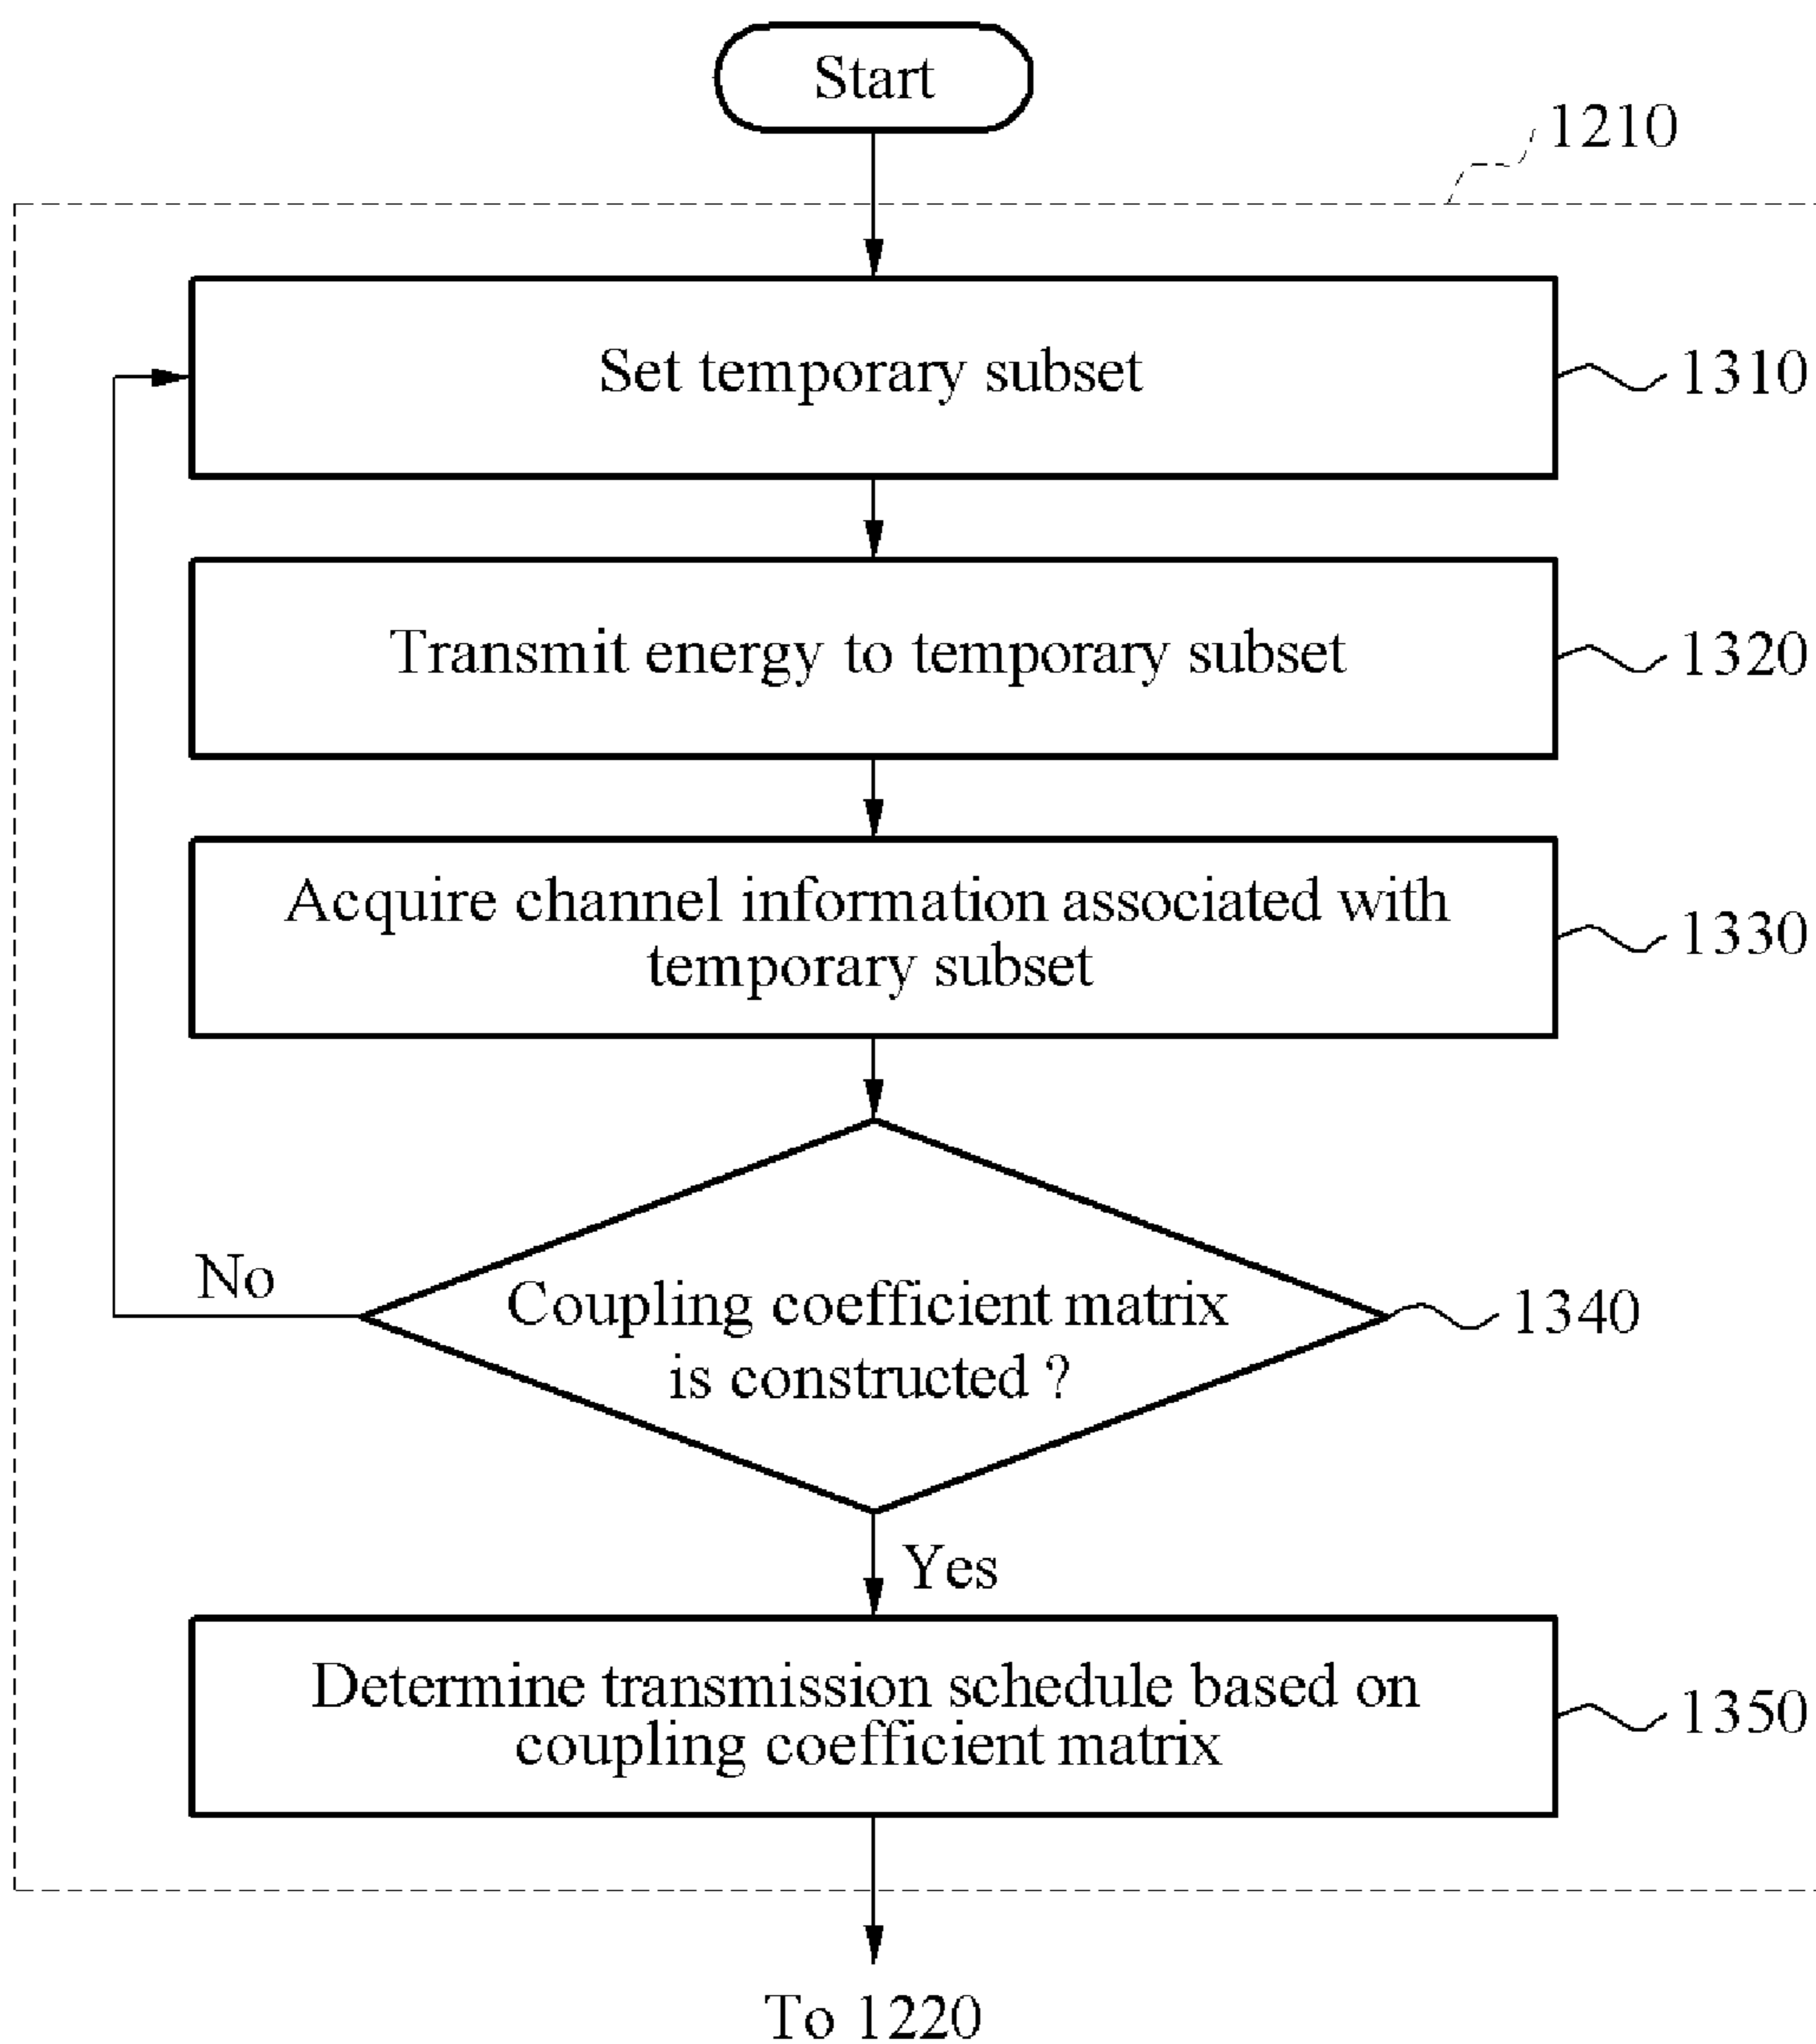 Start
1210
Set temporary subset
1310
Transmit energy to temporary subset
1320
Acquire channel information associated with
temporary subset
1330
No
Coupling coefficient matrix
is constructed ?
1340
Yes
Determine transmission schedule based on
coupling coefficient matrix
1350
To 1220